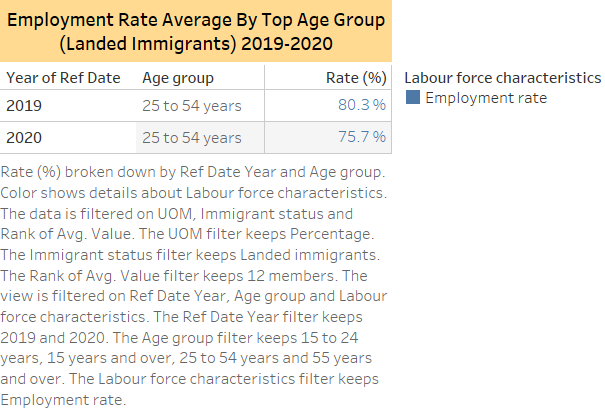 Employment Rate Average By Top Age Group
(Landed Immigrants) 2019-2020
Year of Ref Date Age group Rate (%)
2019 25 to 54 years 80.3 %
2020 25 to 54 years 75.7 %
Labour force characteristics
Employment rate
Rate (%) broken down by Ref Date Year and Age group.
Color shows details about Labour force characteristics.
The data is filtered on UOM, Immigrant status and
Rank of Avg. Value. The UOM filter keeps Percentage.
The Immigrant status filter keeps Landed immigrants.
The Rank of Avg. Value filter keeps 12 members. The
view is filtered on Ref Date Year, Age group and Labour
force characteristics. The Ref Date Year filter keeps
2019 and 2020. The Age group filter keeps 15 to 24
years, 15 years and over, 25 to 54 years and 55 years
and over. The Labour force characteristics filter keeps
Employment rate.